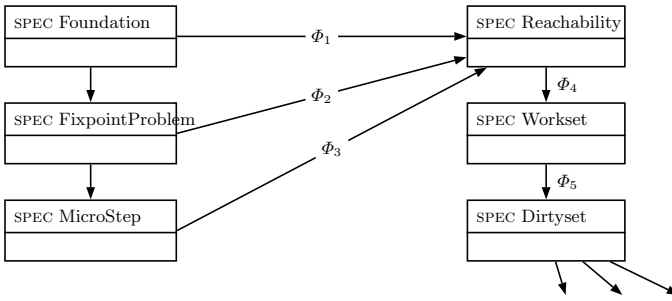 SPEC Foundation
SPEC Reachability
Φ1
Φ4
Φ2
SPEC FixpointProblem
SPEC Workset
Φ3
Φ5
SPEC MicroStep
SPEC Dirtyset